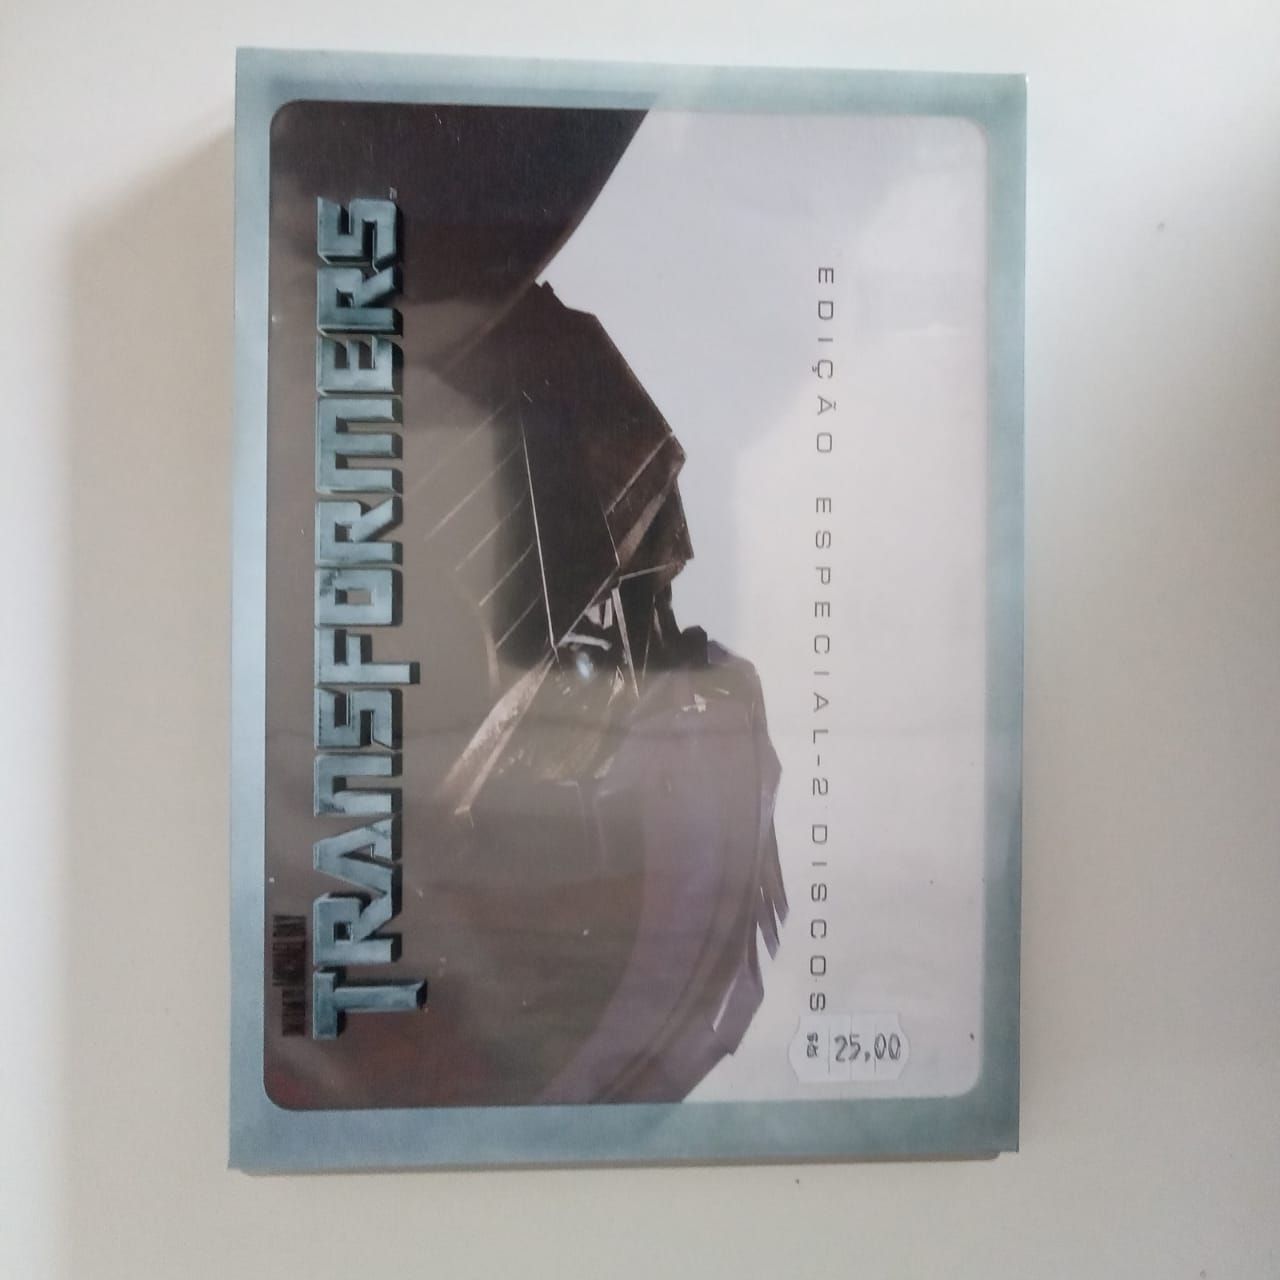 TRANSFORMERS
EDIÇÃO ESPECIAL-2 DISCOS
25,00